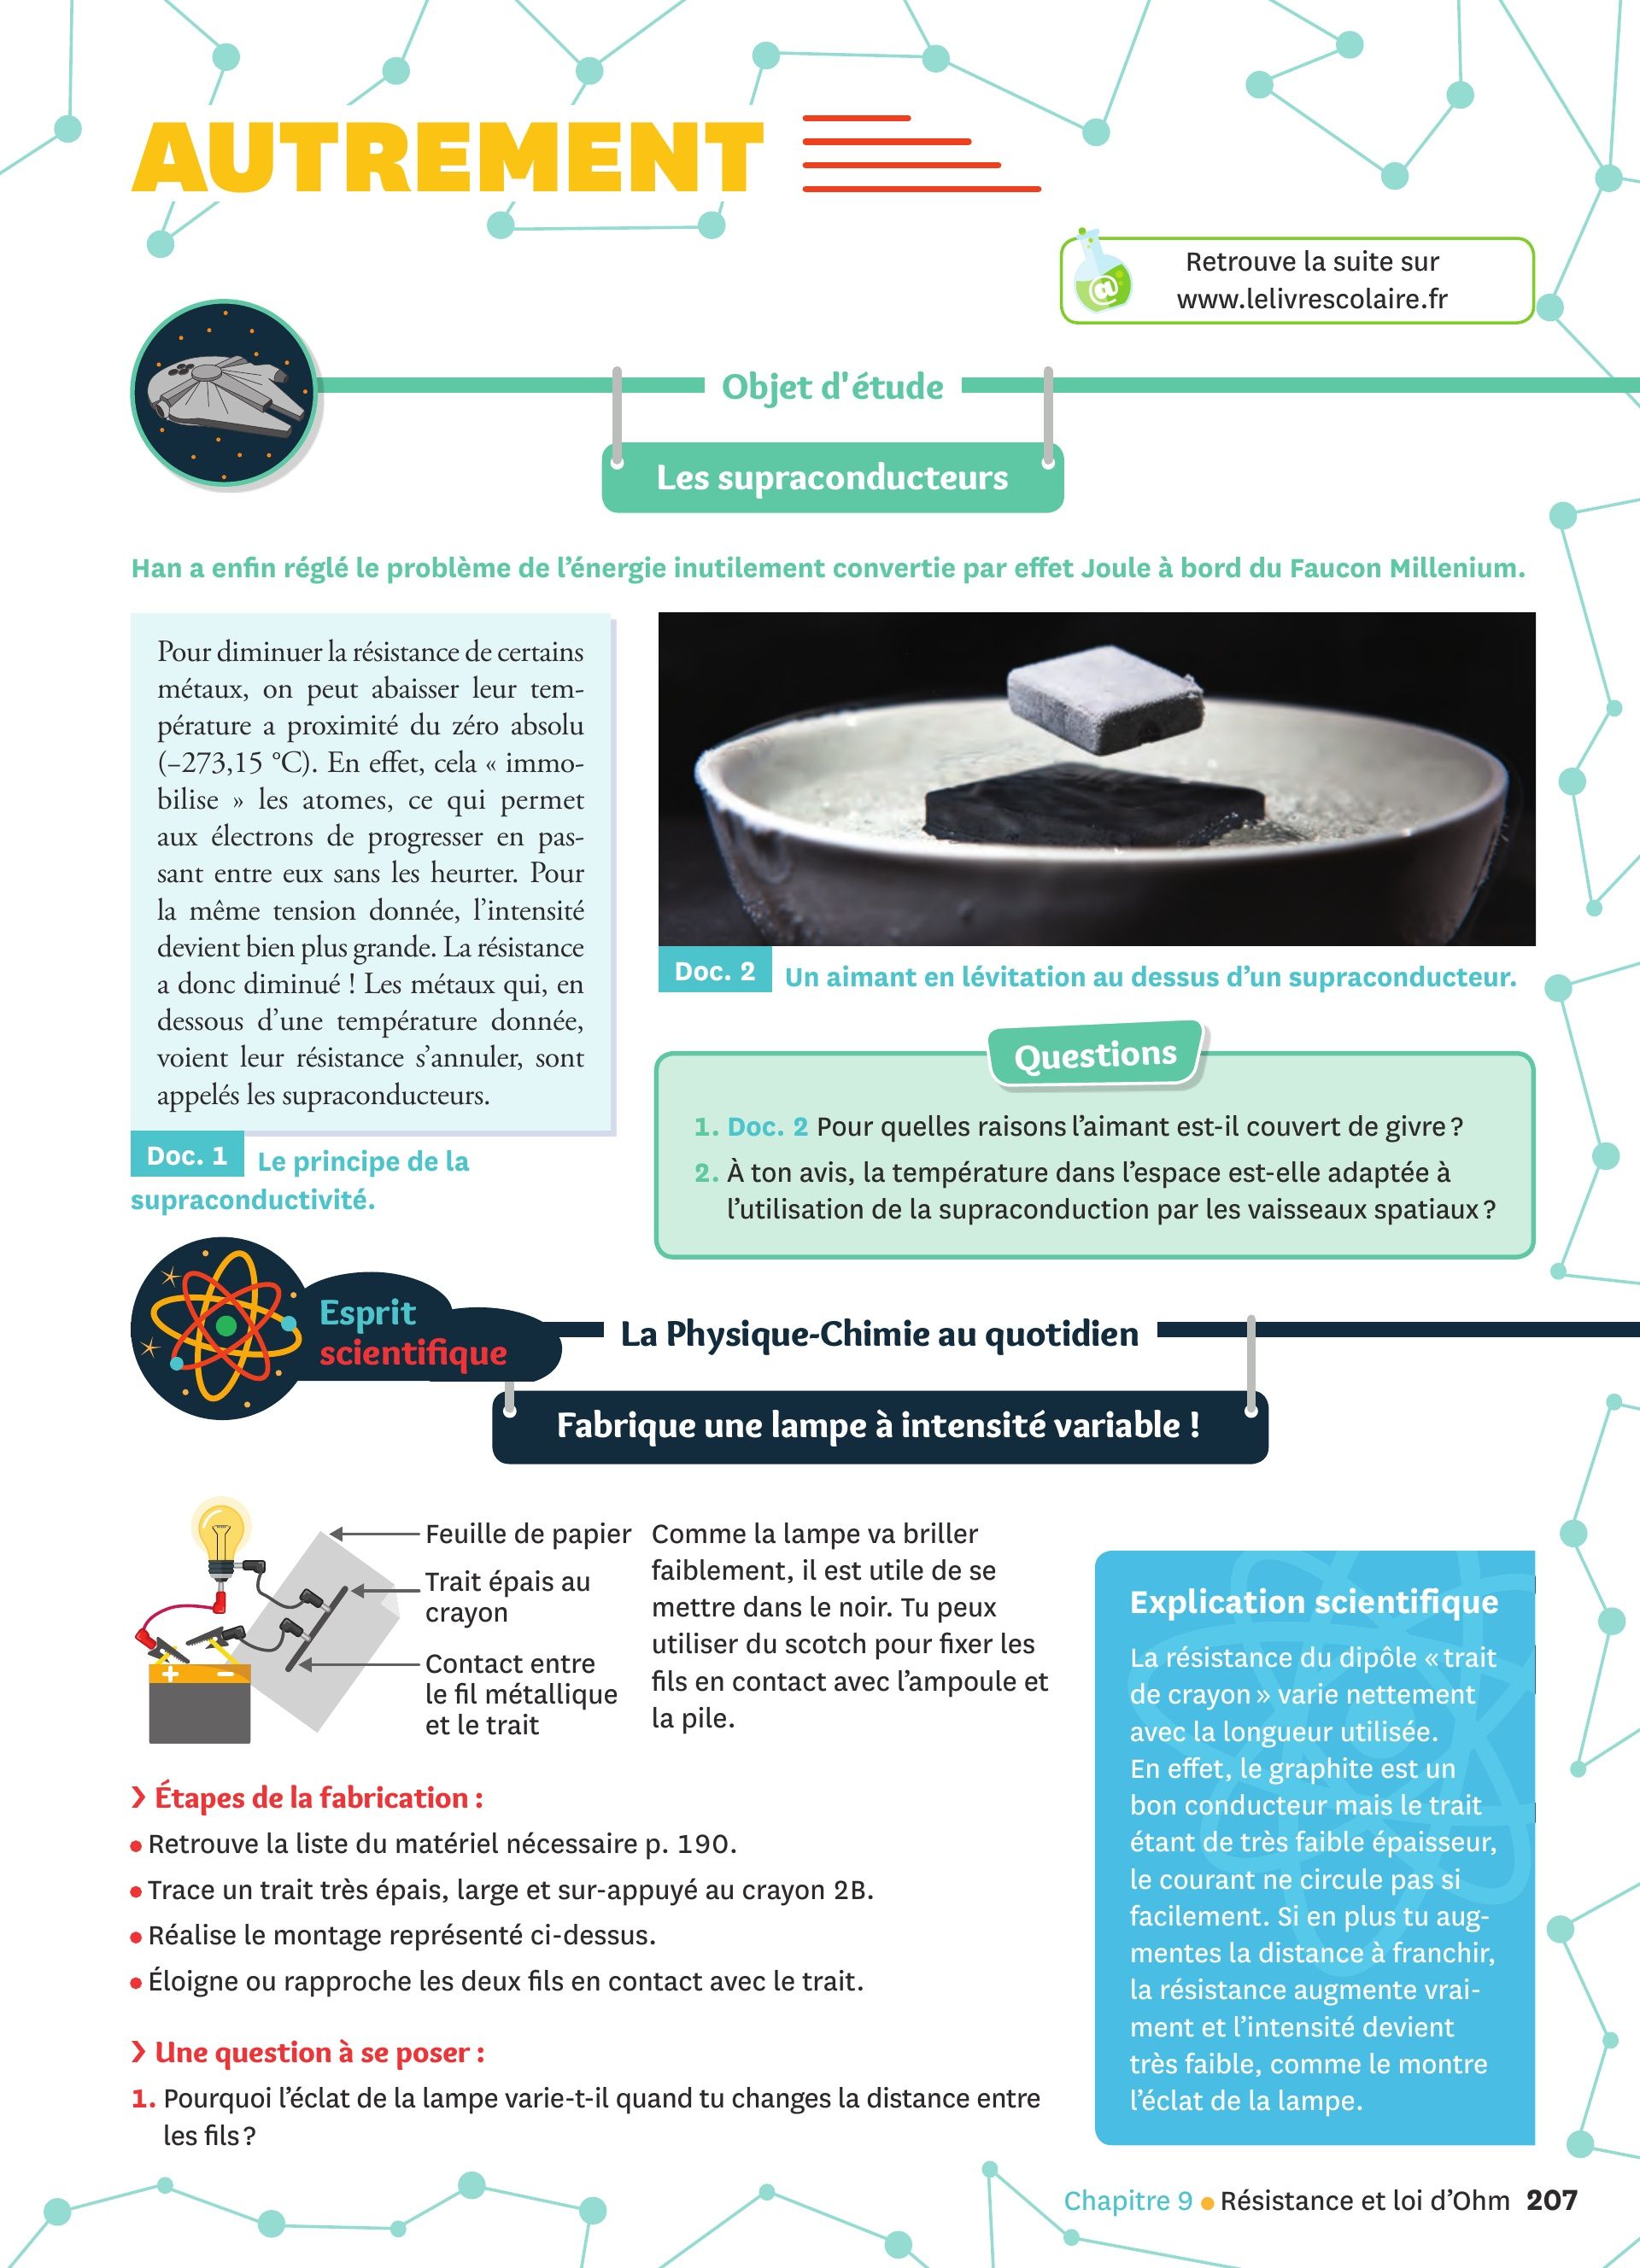 AUTREMENT
@
Retrouve la suite sur
www.lelivrescolaire.fr
Objet d'étude
Les supraconducteurs
Han a enfin réglé le problème de l’énergie inutilement convertie par effet Joule à bord du Faucon Millenium.
Pour diminuer la résistance de certains
métaux, on peut abaisser leur tem-
pérature a proximité du zéro absolu
(–273,15 °C). En effet, cela « immo-
bilise » les atomes, ce qui permet
aux électrons de progresser en pas-
sant entre eux sans les heurter. Pour
la même tension donnée, l’intensité
devient bien plus grande. La résistance
a donc diminué ! Les métaux qui, en
dessous d’une température donnée,
voient leur résistance s’annuler, sont
appelés les supraconducteurs.
Doc. 1 Le principe de la
supraconductivité.
Doc. 2 Un aimant en lévitation au dessus d’un supraconducteur.
Questions
1. Doc. 2 Pour quelles raisons l’aimant est-il couvert de givre ?
2. À ton avis, la température dans l’espace est-elle adaptée à
l’utilisation de la supraconduction par les vaisseaux spatiaux ?
Esprit
scientifique
La Physique-Chimie au quotidien
Fabrique une lampe à intensité variable !
Feuille de papier
Trait épais au
crayon
Contact entre
le fil métallique
et le trait
+ −
Comme la lampe va briller
faiblement, il est utile de se
mettre dans le noir. Tu peux
utiliser du scotch pour fixer les
fils en contact avec l’ampoule et
la pile.
› Étapes de la fabrication :
• Retrouve la liste du matériel nécessaire p. 190.
• Trace un trait très épais, large et sur-appuyé au crayon 2B.
• Réalise le montage représenté ci-dessus.
• Éloigne ou rapproche les deux fils en contact avec le trait.
› Une question à se poser :
1. Pourquoi l’éclat de la lampe varie-t-il quand tu changes la distance entre
les fils ?
Explication scientifique
La résistance du dipôle « trait
de crayon » varie nettement
avec la longueur utilisée.
En effet, le graphite est un
bon conducteur mais le trait
étant de très faible épaisseur,
le courant ne circule pas si
facilement. Si en plus tu aug-
mentes la distance à franchir,
la résistance augmente vrai-
ment et l’intensité devient
très faible, comme le montre
l’éclat de la lampe.
Chapitre 9 • Résistance et loi d’Ohm 207